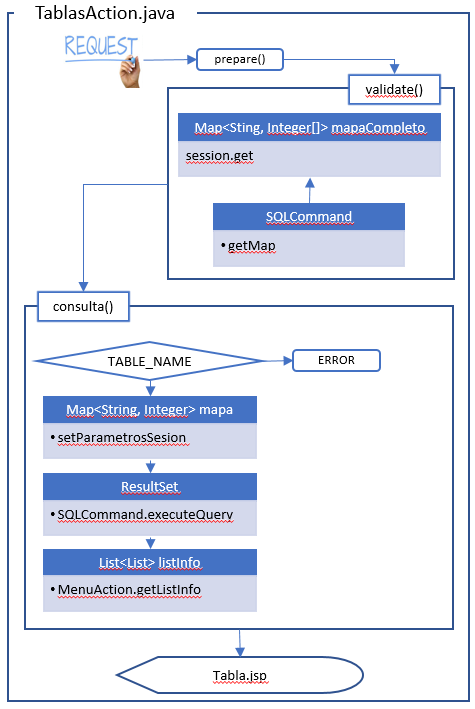 TablasAction.java
REQUEST
prepare()
validate()
Map<Sting, Integer[]> mapaCompleto
session.get
SQLCommand
• getMap
consulta()
TABLE_NAME
ERROR
Map<String, Integer> mapa
• setParametrosSesion
ResultSet
• SQLCommand.executeQuery
List<List> listInfo
• MenuAction.getListInfo
Tabla.jsp